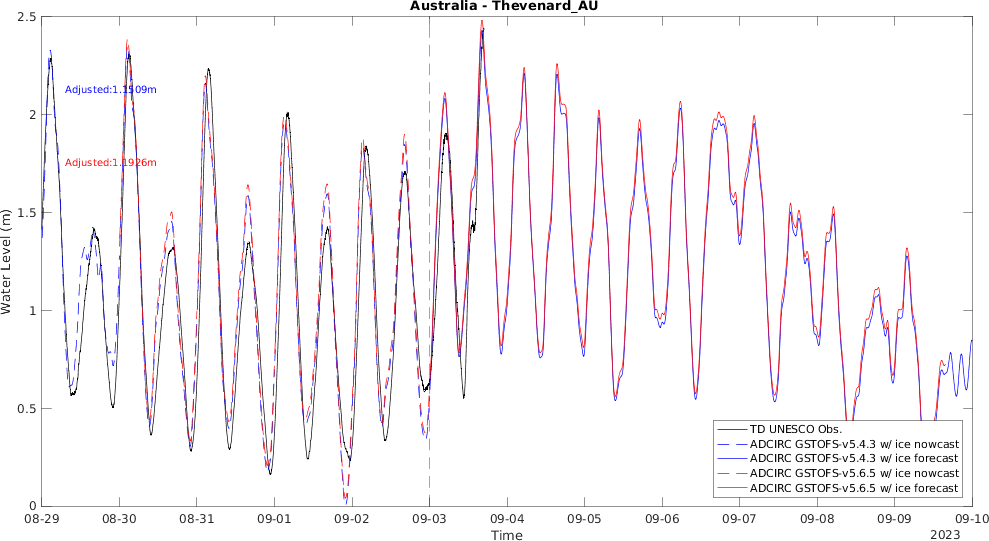 Australia - Thevenard_AU
2.5
2
1.5
1
0.5
0
Water Level (m)
Adjusted:1.1509m
Adjusted:1.1926m
TD UNESCO Obs.
ADCIRC GSTOFS-v5.4.3 w/ ice nowcast
ADCIRC GSTOFS-v5.4.3 w/ ice forecast
ADCIRC GSTOFS-v5.6.5 w/ ice nowcast
ADCIRC GSTOFS-v5.6.5 w/ ice forecast
08-29 08-30 08-31 09-01 09-02 09-03 09-04 09-05 09-06 09-07 09-08 09-09 09-10
Time
2023